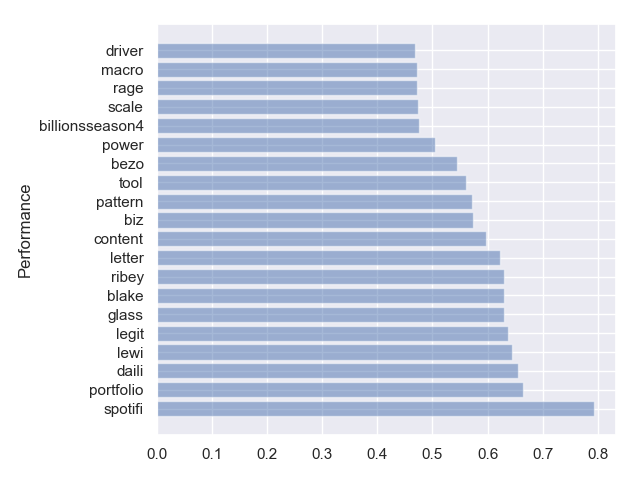 driver
macro
rage
scale
billionsseason4
power
bezo
tool
pattern
biz
content
letter
ribey
blake
glass
legit
lewi
daili
portfolio
spotifi
Performance
0.0 0.1 0.2 0.3 0.4 0.5 0.6 0.7 0.8